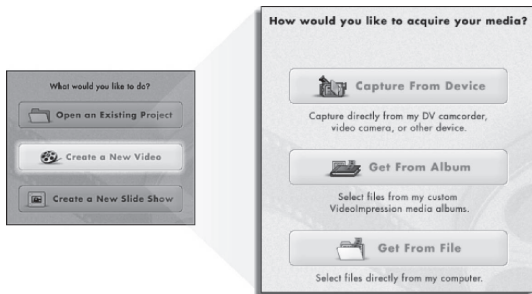 What would you like to do?
Open an Existing Project
Create a New Video
Create a New Slide Show
How would you like to acquire your media?
Capture From Device
Capture directly from my DV camcorder,
video camera, or other device.
Get From Album
Select files from my custom
VideoImpression media albums.
Get From File
Select files directly from my computer.